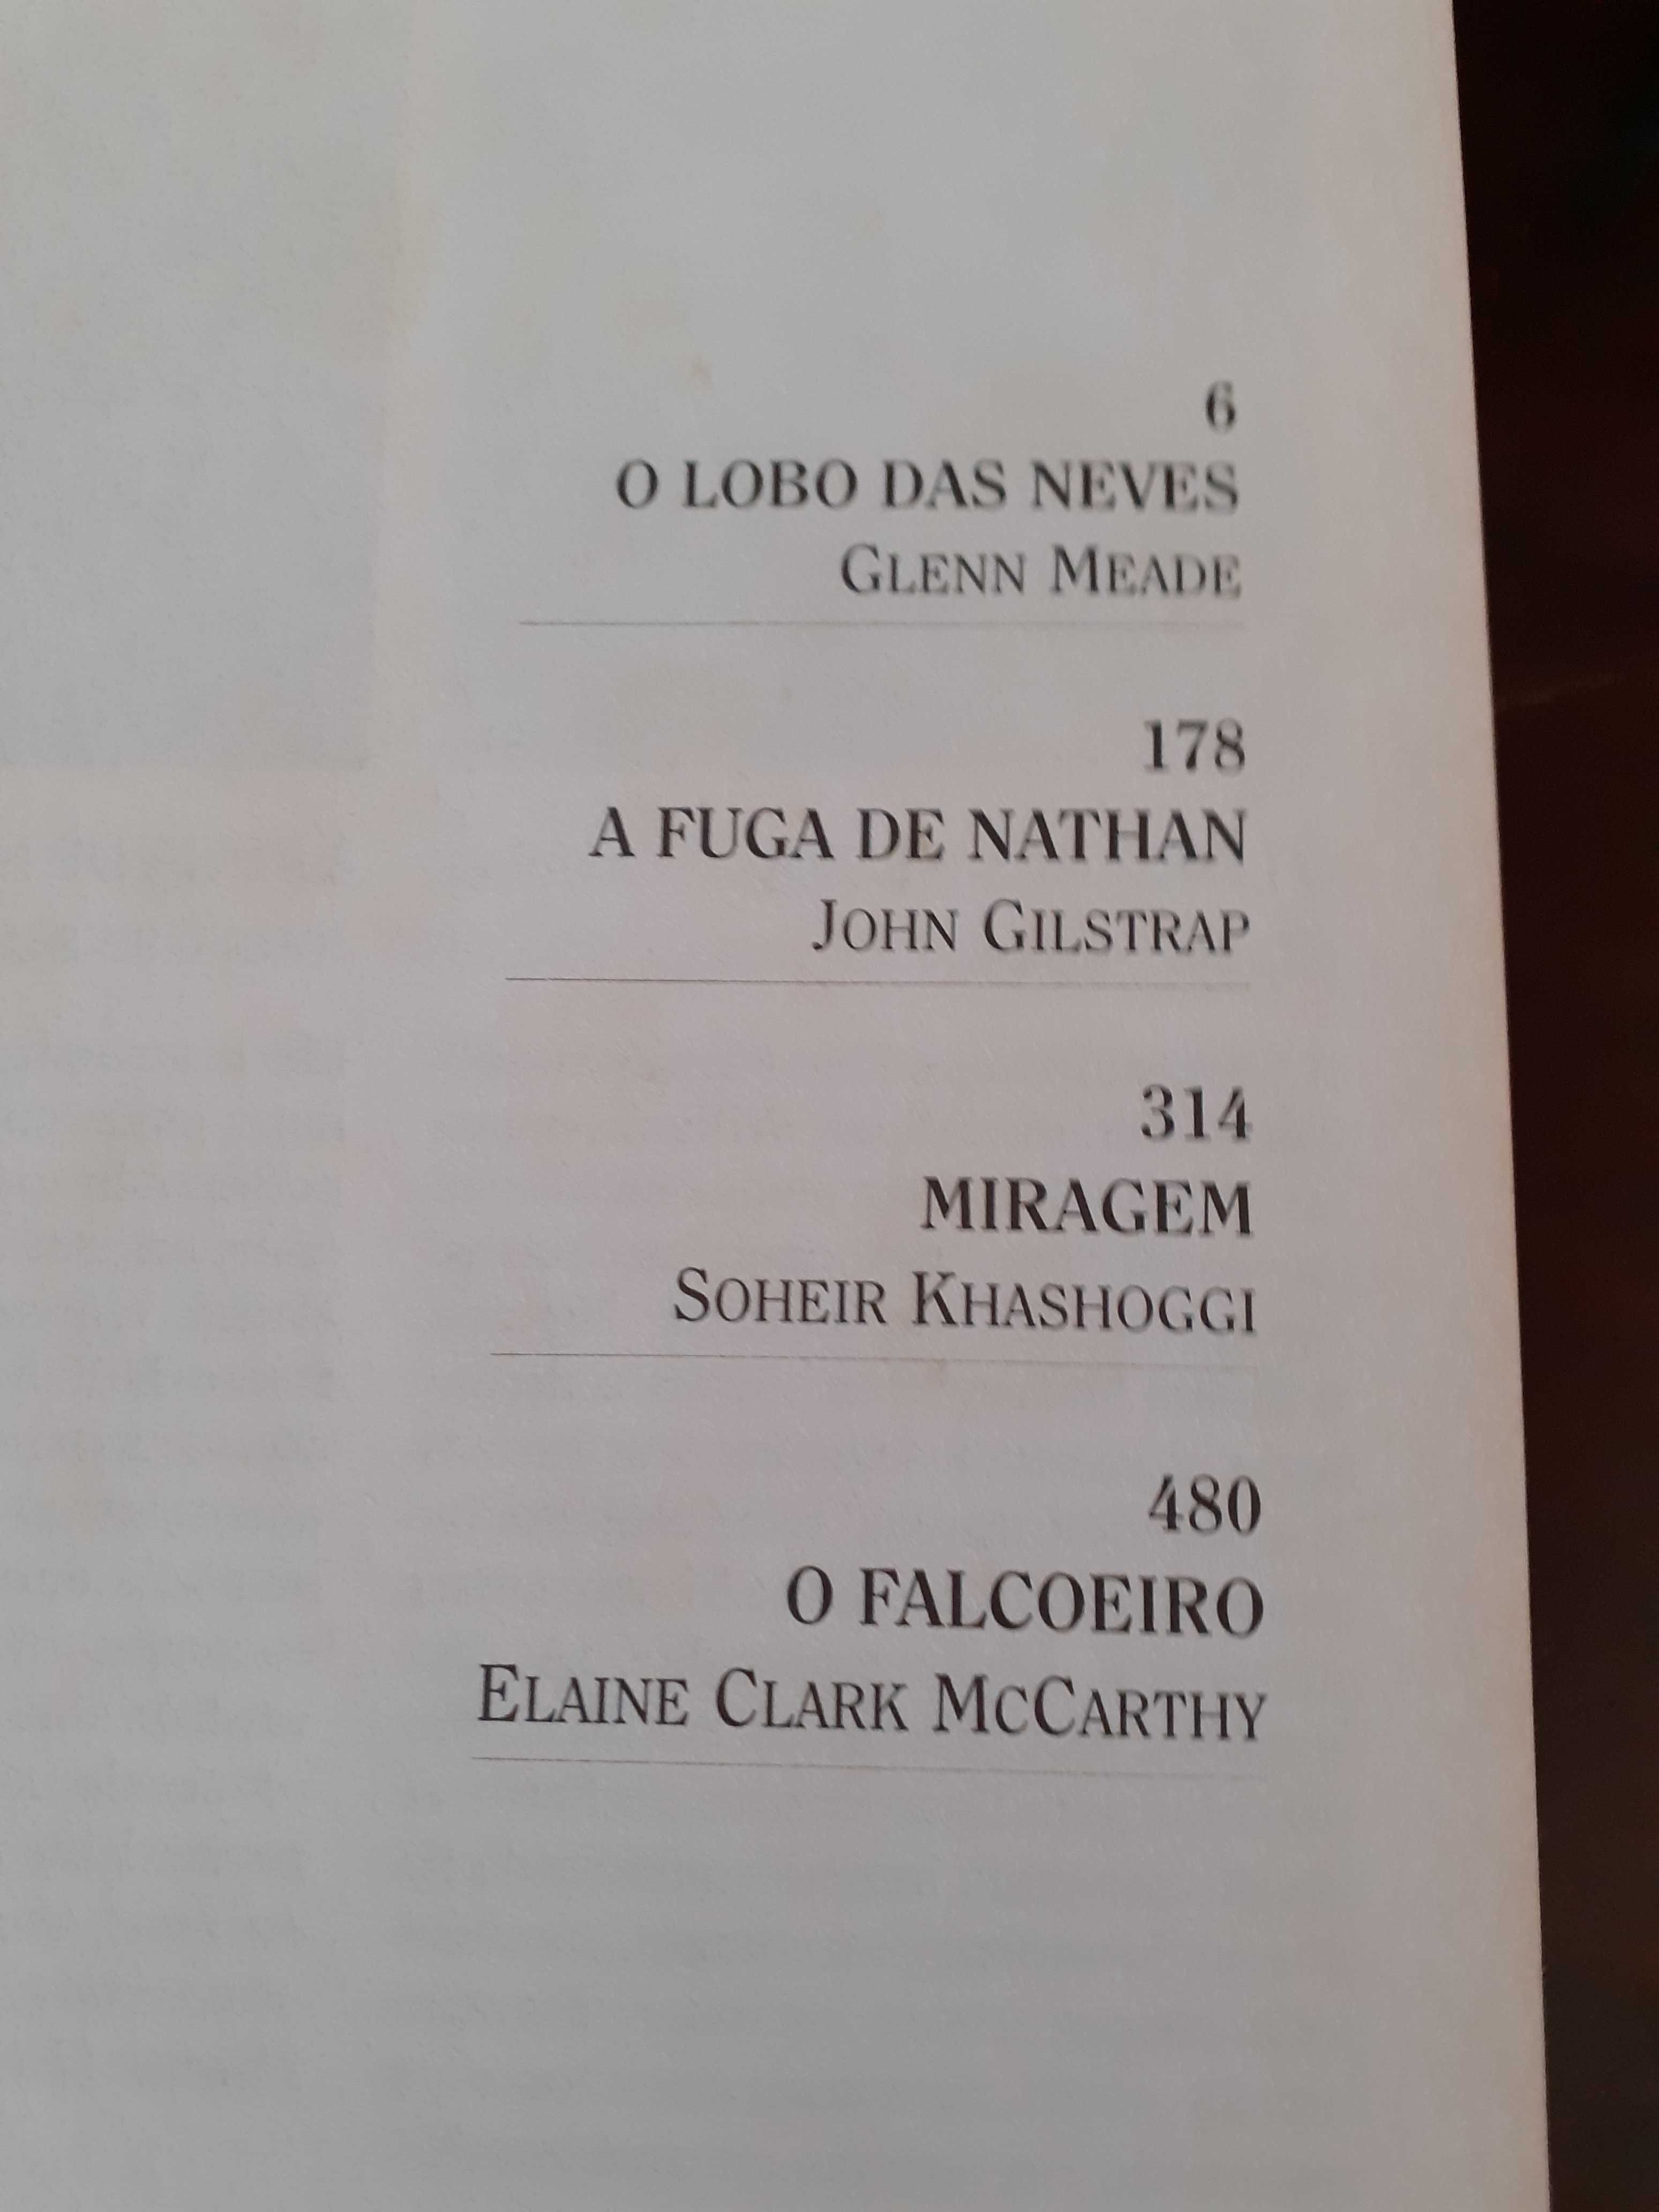 6
O LOBO DAS NEVES
GLENN MEADE
178
A FUGA DE NATHAN
JOHN GILSTRAP
314
MIRAGEM
SOHEIR KHASHOGGI
480
O FALCOEIRO
ELAINE CLARK MCCARTHY